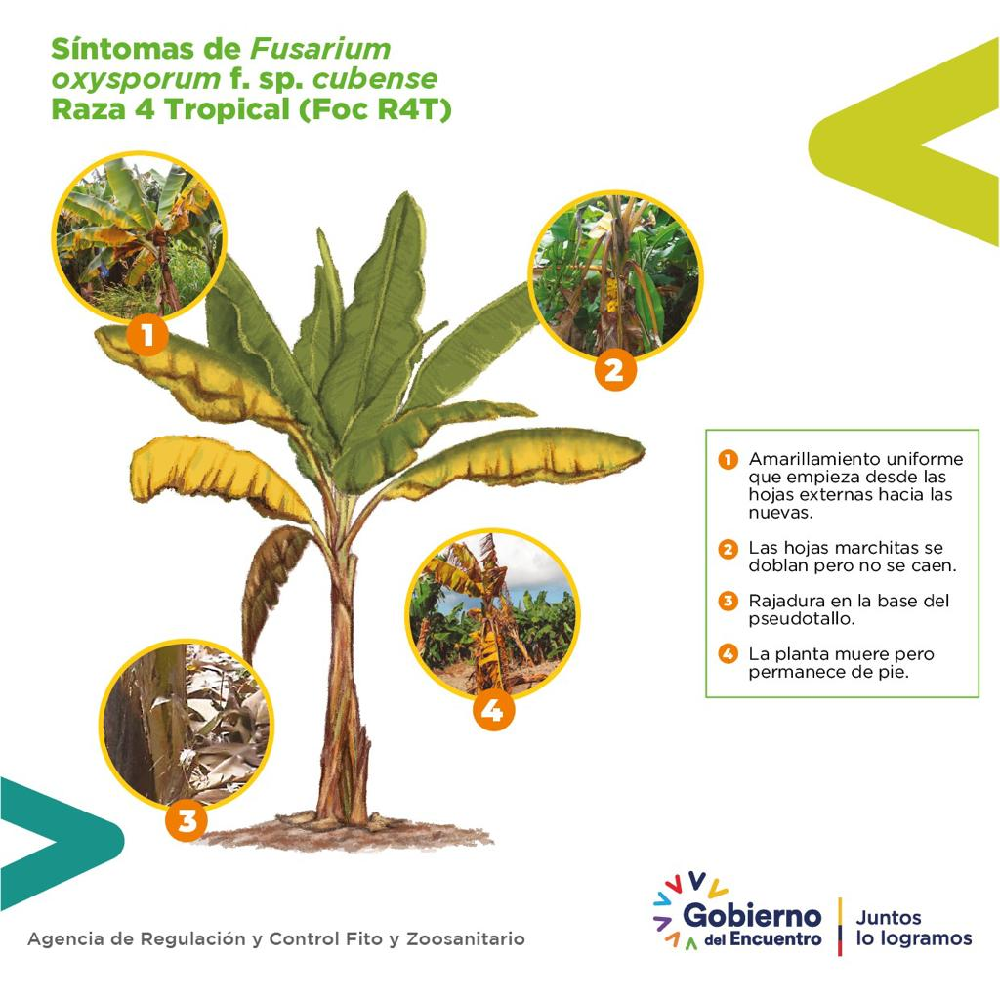 Síntomas de Fusarium
oxysporum f. sp. cubense
Raza 4 Tropical (Foc R4T)
1
2
1 Amarillamiento uniforme
que empieza desde las
hojas externas hacia las
nuevas.
2 Las hojas marchitas se
doblan pero no se caen.
3 Rajadura en la base del
pseudotallo.
4 La planta muere pero
permanece de pie.
4
3
Agencia de Regulación y Control Fito y Zoosanitario
Gobierno
del Encuentro
Juntos
lo logramos